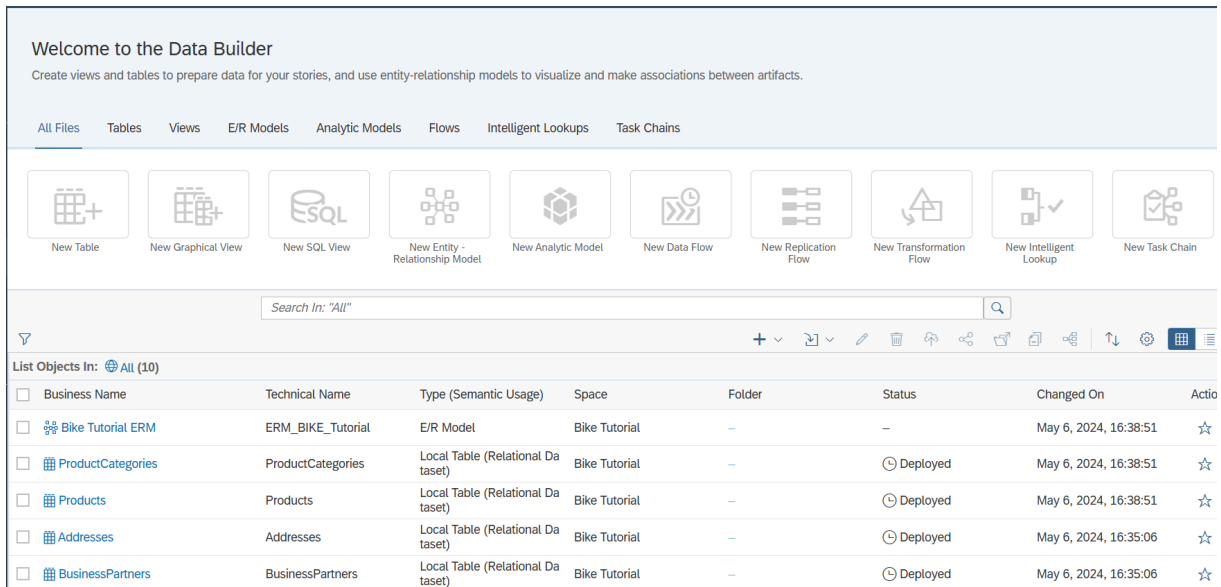 Welcome to the Data Builder
Create views and tables to prepare data for your stories, and use entity-relationship models to visualize and make associations between artifacts.
All Files Tables Views E/R Models Analytic Models Flows Intelligent Lookups Task Chains
SQL
New Table New Graphical View New SQL View New Entity - New Analytic Model New Data Flow New Replication New Transformation New Intelligent New Task Chain
Relationship Model Flow Flow Lookup
Search In: "All"
List Objects In: All (10)
Business Name Technical Name Type (Semantic Usage) Space Folder Status Changed On Actio
Bike Tutorial ERM ERM_BIKE_Tutorial E/R Model Bike Tutorial – – May 6, 2024, 16:38:51
ProductCategories ProductCategories Local Table (Relational Da Bike Tutorial – Deployed May 6, 2024, 16:38:51
taset)
Products Products Local Table (Relational Da Bike Tutorial – Deployed May 6, 2024, 16:38:51
taset)
Addresses Addresses Local Table (Relational Da Bike Tutorial – Deployed May 6, 2024, 16:35:06
taset)
BusinessPartners BusinessPartners Local Table (Relational Da Bike Tutorial – Deployed May 6, 2024, 16:35:06
taset)